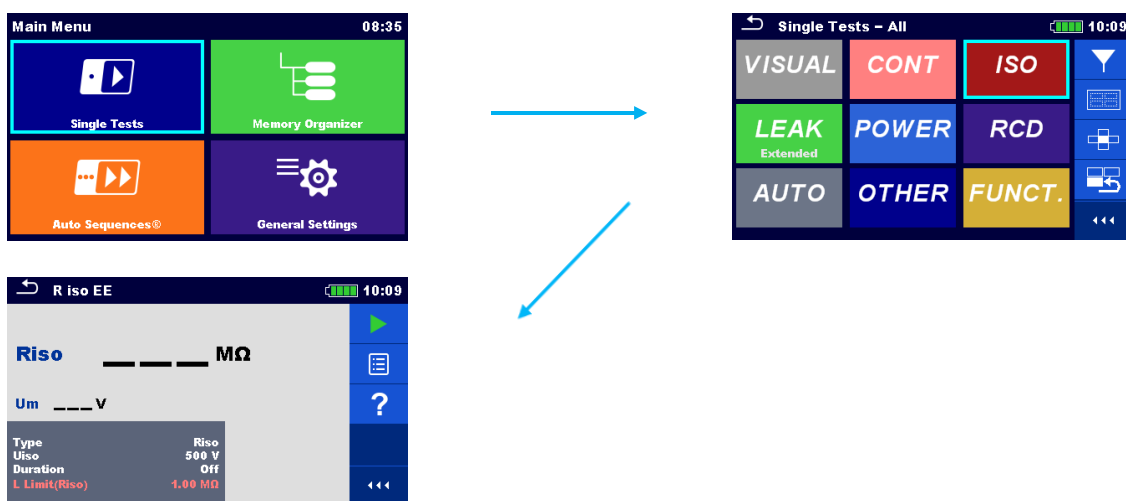 Main Menu 08:35
Single Tests Memory Organizer
Auto Sequences® General Settings
Single Tests – All 10:09
VISUAL CONT ISO
LEAK POWER RCD
Extended
AUTO OTHER FUNCT.
R iso EE 10:09
Riso ___ MΩ
Um ___V
?
Type Riso
Uiso 500 V
Duration Off
L Limit(Riso) 1.00 MΩ